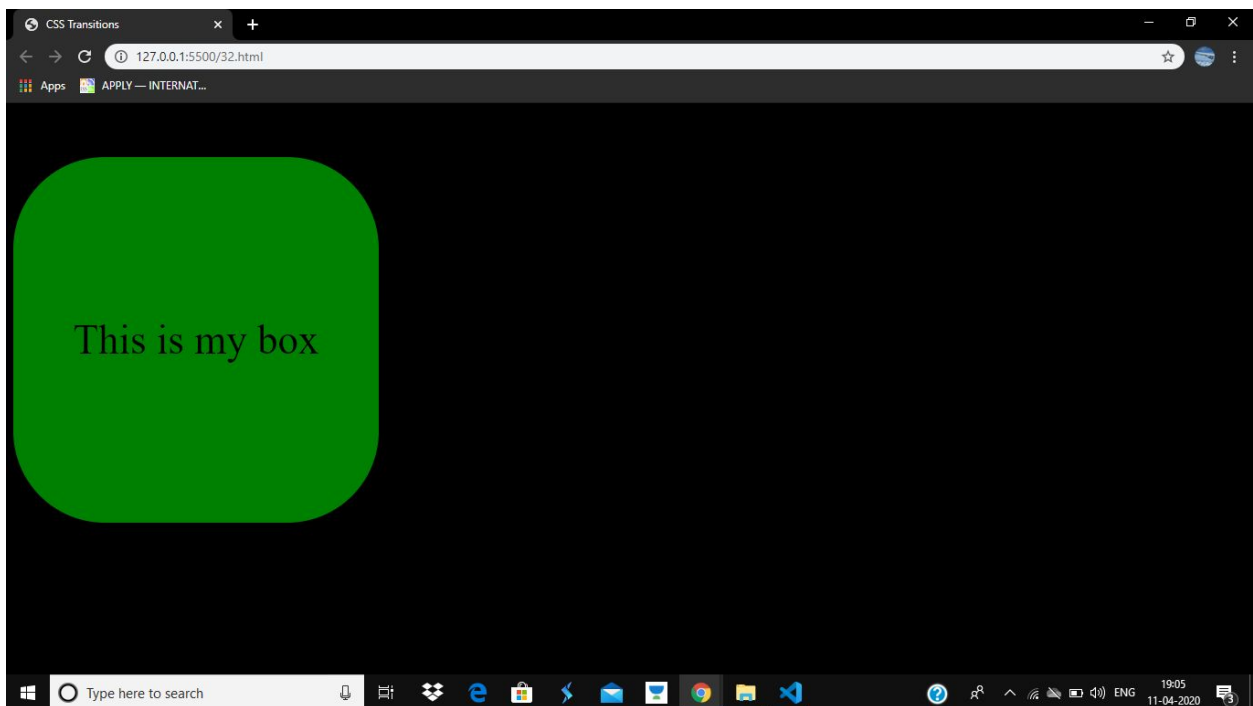 CSS Transitions
127.0.0.1:5500/32.html
Apps APPLY — INTERNAT...
This is my box
Type here to search
ENG
19:05
11-04-2020
3